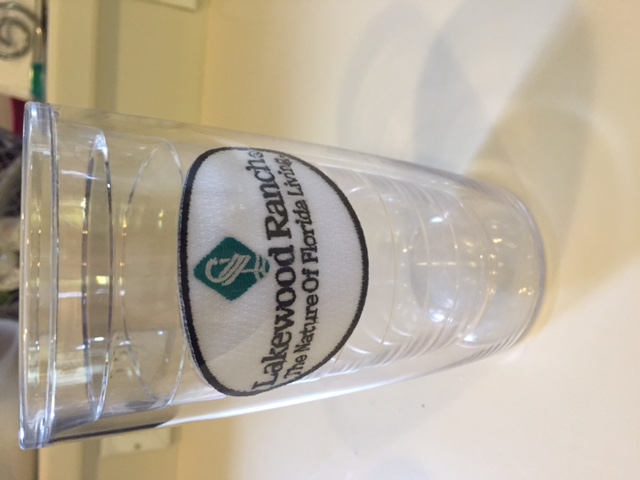 Lakewood Ranch®
The Nature Of Florida Living